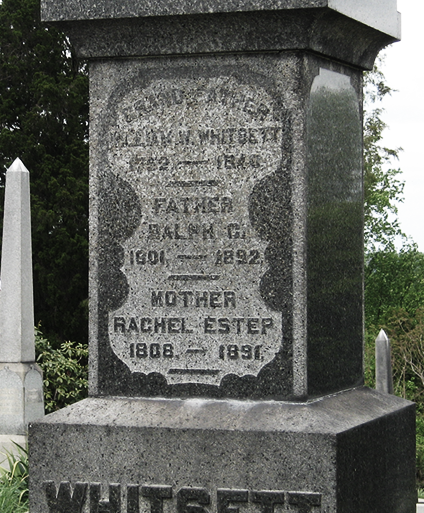 GRANDFATHER
WILLIAM W. WHITSETT
FATHER
RALPH C.
1801. — 1892.
MOTHER
RACHEL ESTEP
1808. — 1891.
WHITSETT